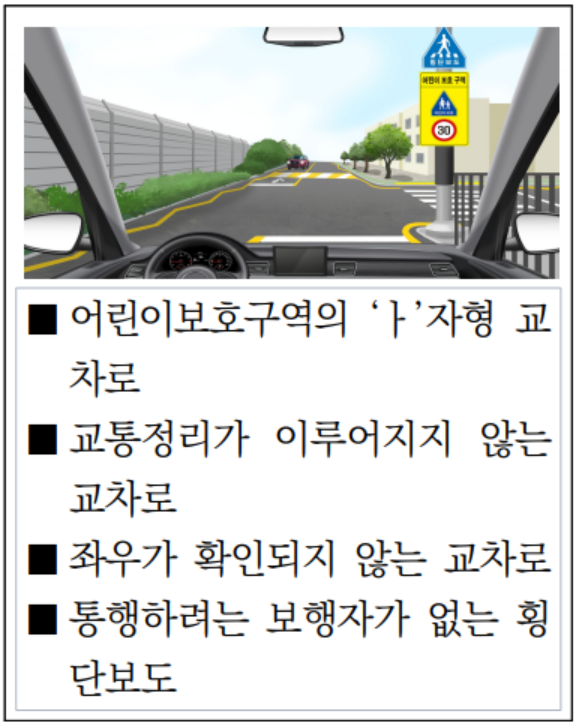 횡단보도
어린이 보호 구역
30
■ 어린이보호구역의 ‘ㅏ’자형 교
차로
■ 교통정리가 이루어지지 않는
교차로
■ 좌우가 확인되지 않는 교차로
■ 통행하려는 보행자가 없는 횡
단보도